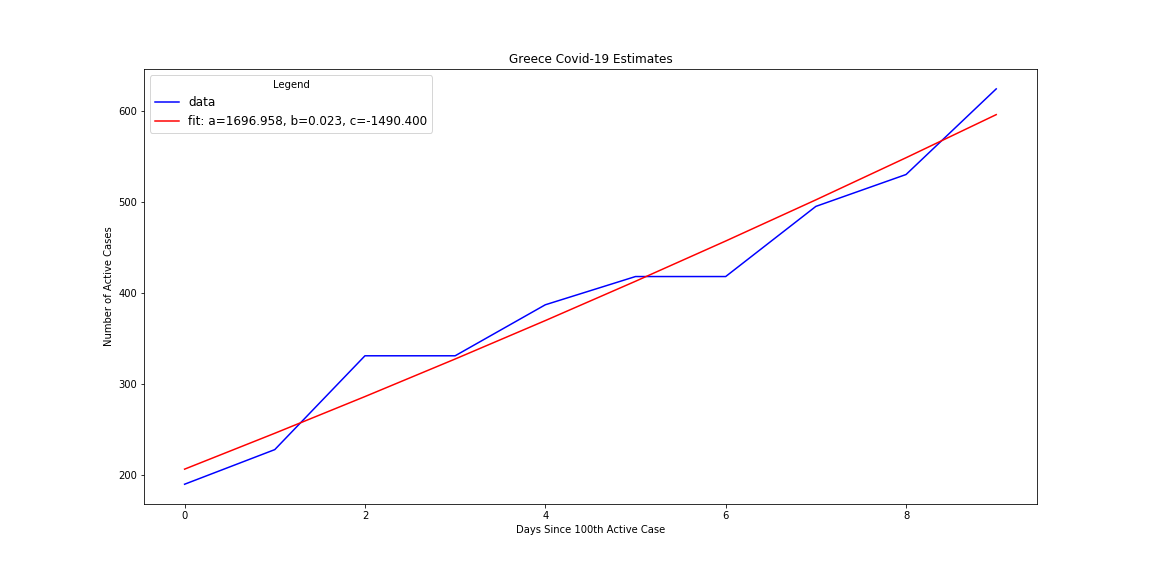 Greece Covid-19 Estimates
Legend
data
fit: a=1696.958, b=0.023, c=-1490.400
Number of Active Cases
600
500
400
300
200
0 2 4 6 8
Days Since 100th Active Case